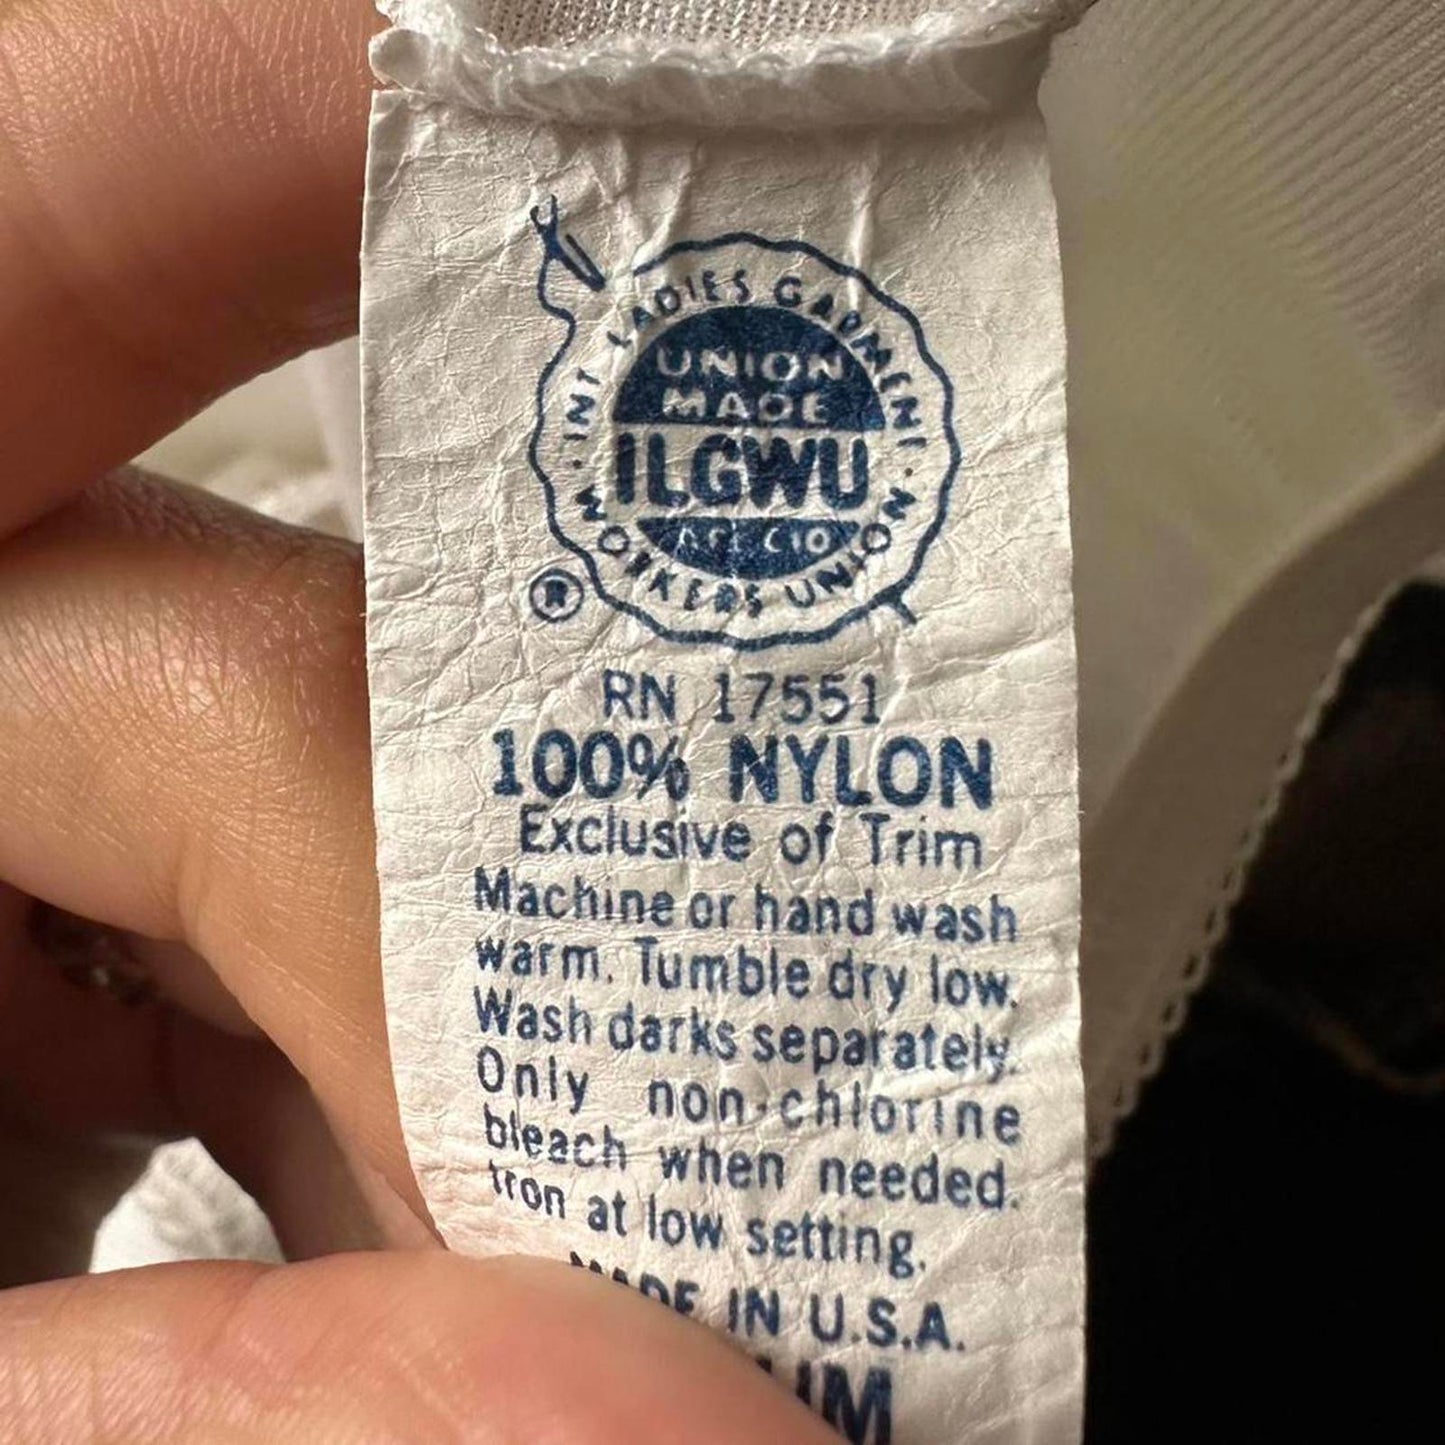 INT LADIES GARMENT
WORKERS UNION
UNION
MADE
ILGWU
AFL CIO
®
RN 17551
100% NYLON
Exclusive of Trim
Machine or hand wash
warm. Tumble dry low.
Wash darks separately.
Only non-chlorine
bleach when needed.
Iron at low setting.
MADE IN U.S.A.